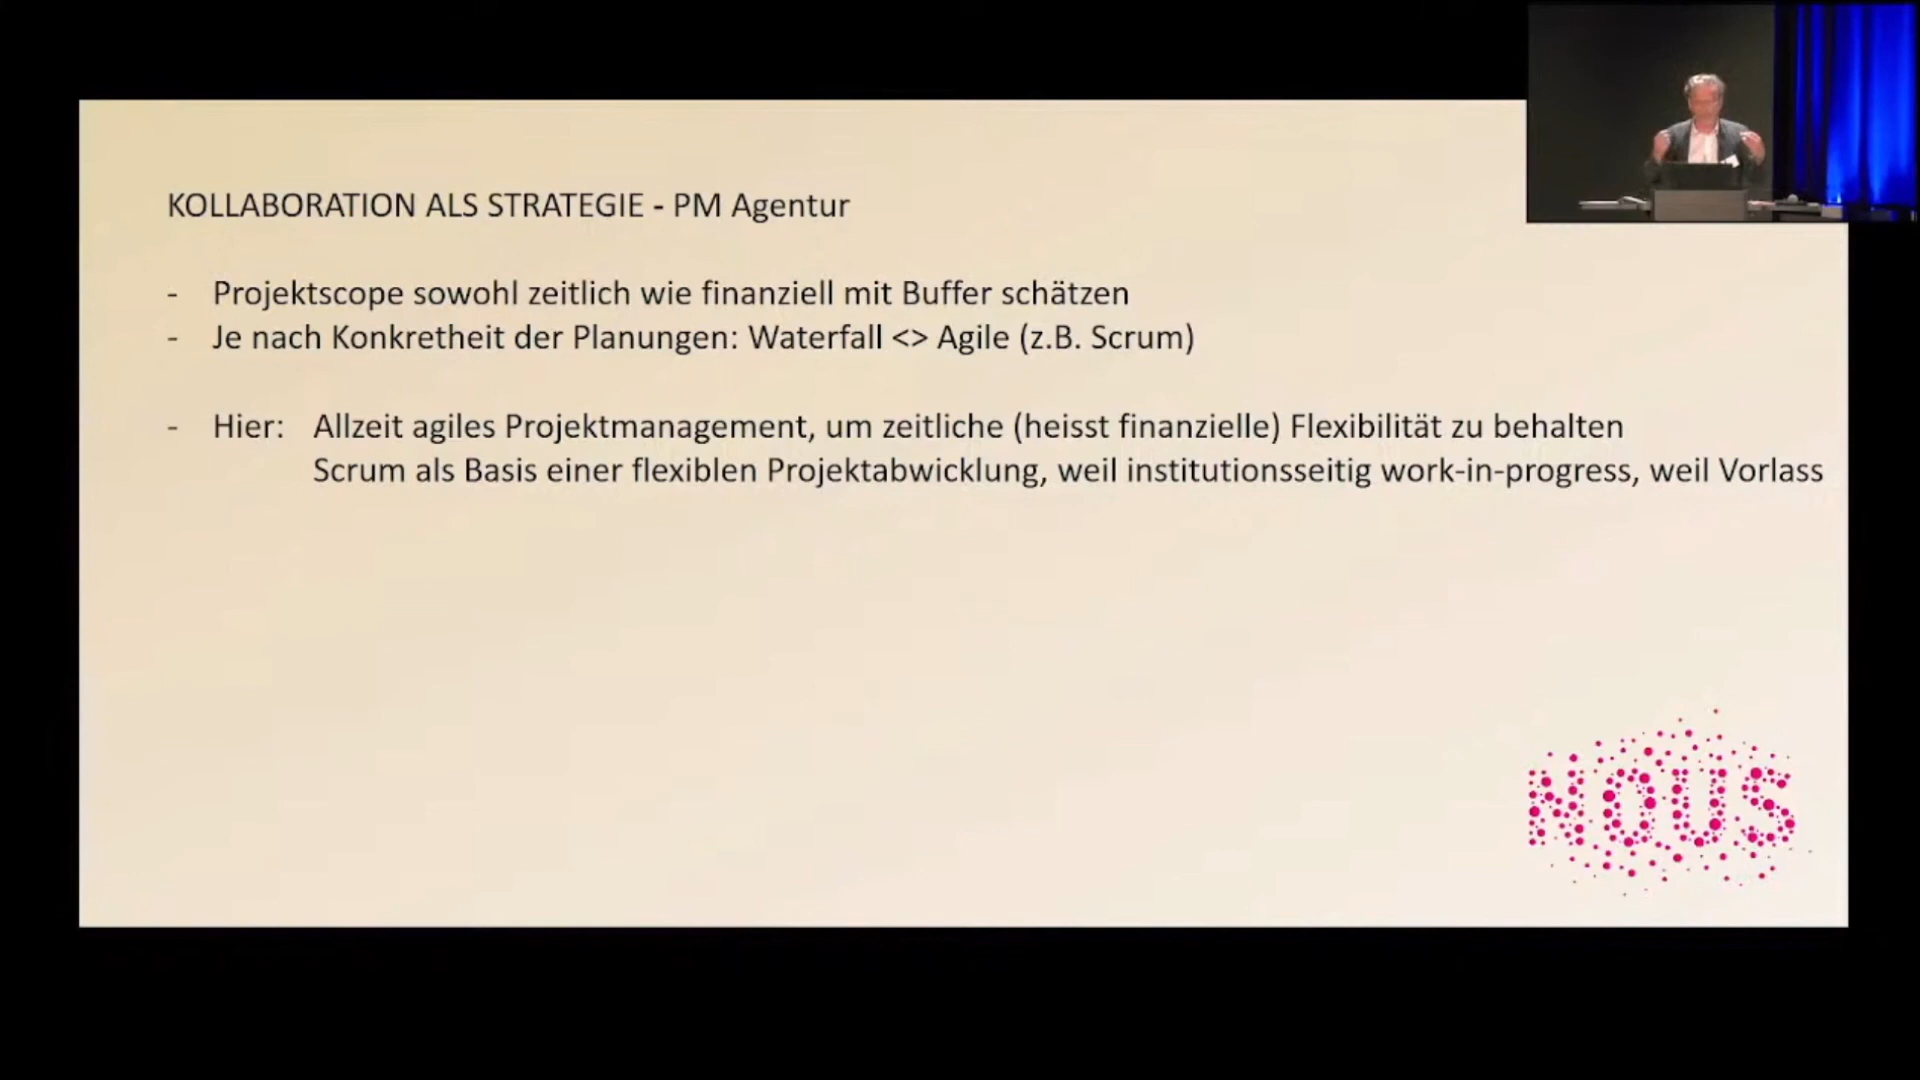 KOLLABORATION ALS STRATEGIE - PM Agentur
- Projektscope sowohl zeitlich wie finanziell mit Buffer schätzen
- Je nach Konkretheit der Planungen: Waterfall <> Agile (z.B. Scrum)
- Hier: Allzeit agiles Projektmanagement, um zeitliche (heisst finanzielle) Flexibilität zu behalten
Scrum als Basis einer flexiblen Projektabwicklung, weil institutionsseitig work-in-progress, weil Vorlass
NOUS